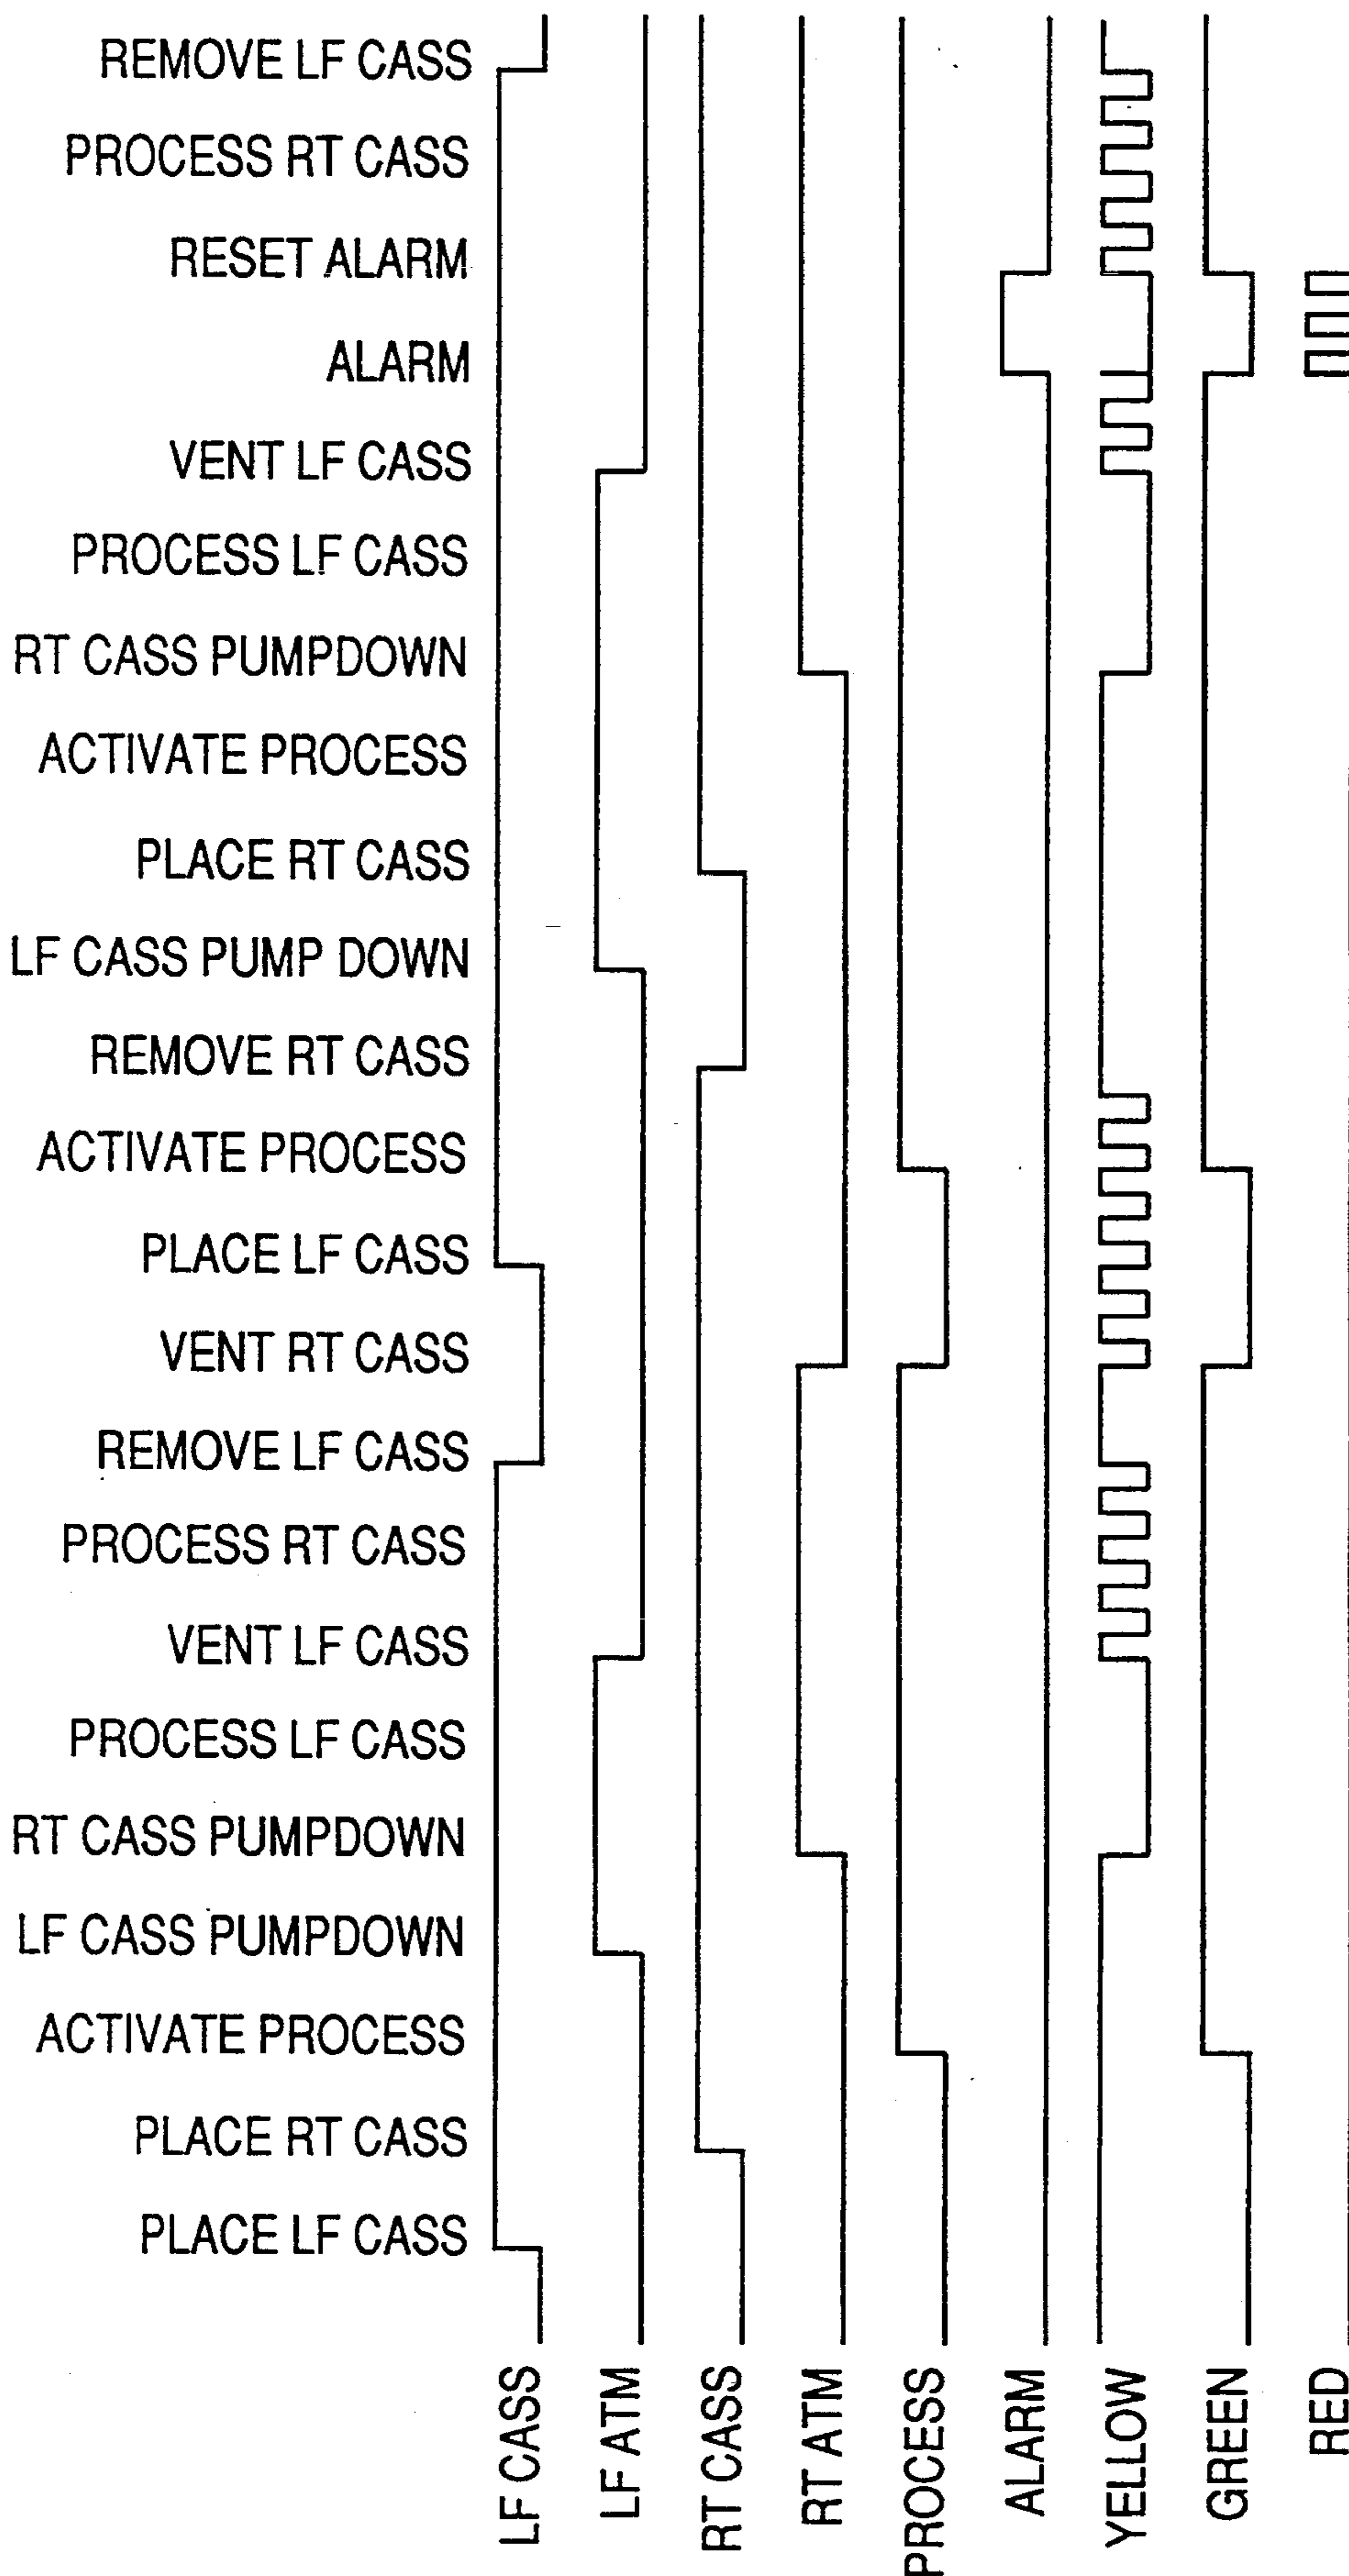 REMOVE LF CASS
PROCESS RT CASS
RESET ALARM
ALARM
VENT LF CASS
PROCESS LF CASS
RT CASS PUMPDOWN
ACTIVATE PROCESS
PLACE RT CASS
LF CASS PUMP DOWN
REMOVE RT CASS
ACTIVATE PROCESS
PLACE LF CASS
VENT RT CASS
REMOVE LF CASS
PROCESS RT CASS
VENT LF CASS
PROCESS LF CASS
RT CASS PUMPDOWN
LF CASS PUMPDOWN
ACTIVATE PROCESS
PLACE RT CASS
PLACE LF CASS
LF CASS
LF ATM
RT CASS
RT ATM
PROCESS
ALARM
YELLOW
GREEN
RED